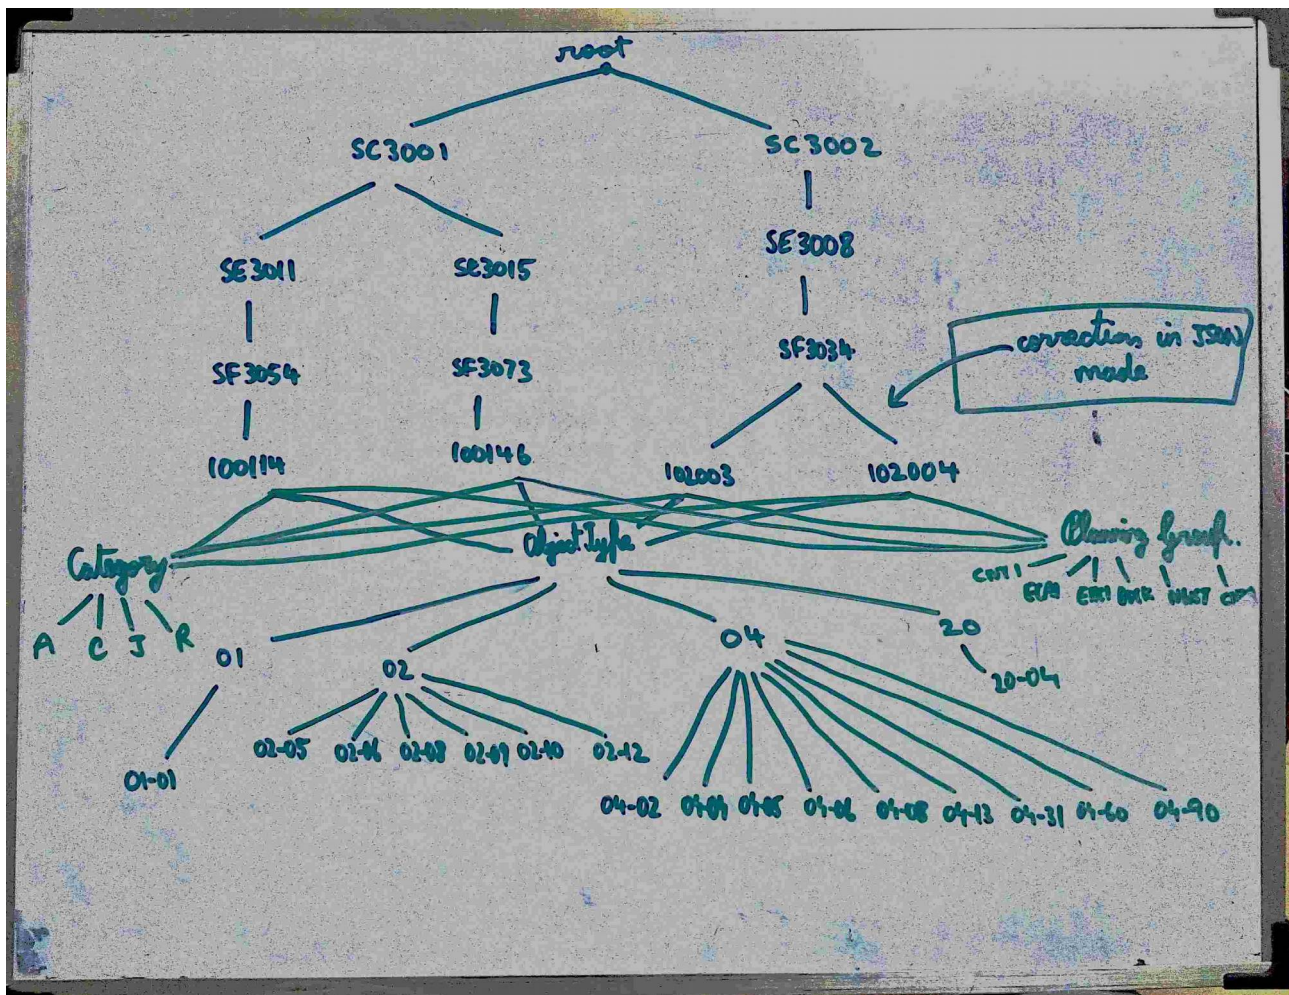 root
SC3001 SC3002
SE3011 SE3015 SE3008
SF3054 SF3073 SF3034
correction in JSON
made
100114 100146 102003 102004
Category Object Type Planning Group.
CNT1
A C J R
01 02 04 20
20-04
01-01
02-05 02-06 02-08 02-09 02-10 02-12
04-02 04-04 04-05 04-06 04-08 04-13 04-31 04-60 04-90